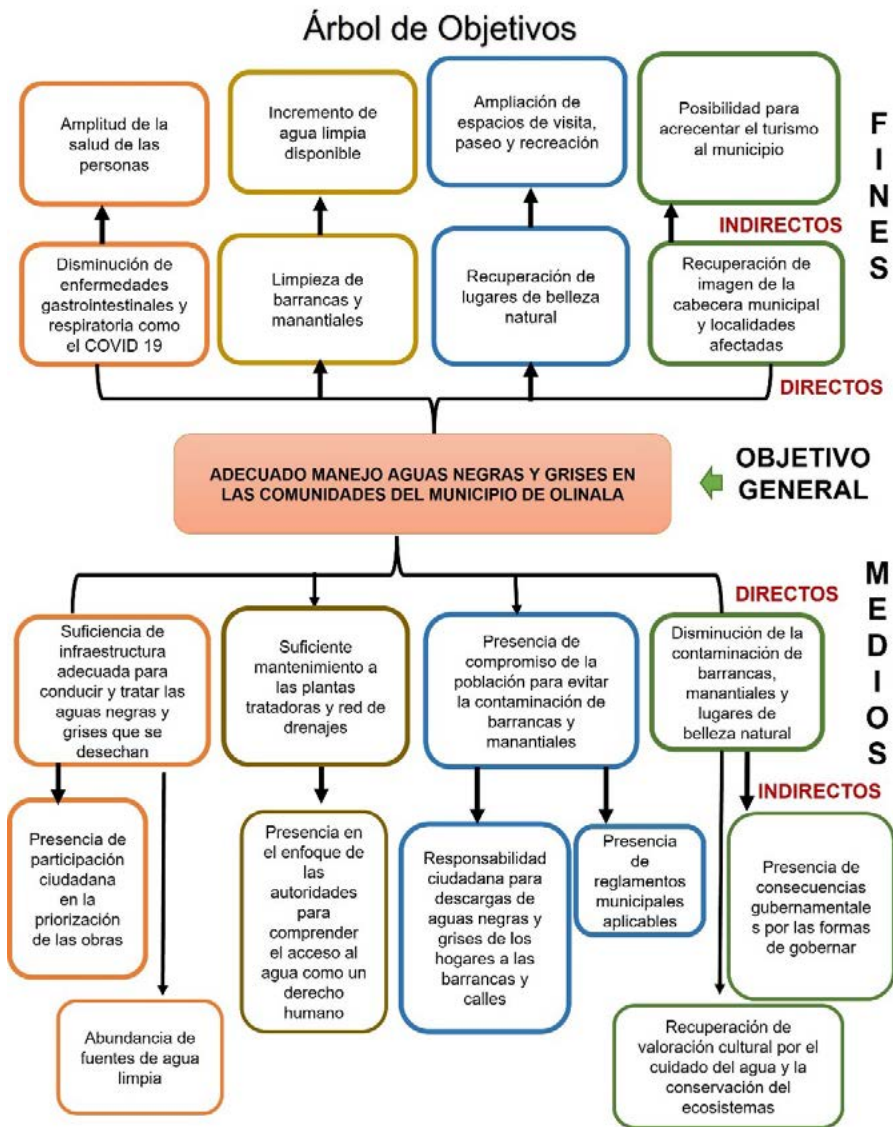 Árbol de Objetivos
Amplitud de la
salud de las
personas
Incremento de
agua limpia
disponible
Ampliación de
espacios de visita,
paseo y recreación
Posibilidad para
acrecentar el turismo
al municipio
FINES
INDIRECTOS
Disminución de
enfermedades
gastrointestinales y
respiratoria como
el COVID 19
Limpieza de
barrancas y
manantiales
Recuperación de
lugares de belleza
natural
Recuperación de
imagen de la
cabecera municipal
y localidades
afectadas
DIRECTOS
ADECUADO MANEJO AGUAS NEGRAS Y GRISES EN
LAS COMUNIDADES DEL MUNICIPIO DE OLINALA
OBJETIVO
GENERAL
MEDIOS
DIRECTOS
Suficiencia de
infraestructura
adecuada para
conducir y tratar las
aguas negras y
grises que se
desechan
Suficiente
mantenimiento a
las plantas
tratadoras y red de
drenajes
Presencia de
compromiso de la
población para evitar
la contaminación de
barrancas y
manantiales
Disminución de la
contaminación de
barrancas,
manantiales y
lugares de
belleza natural
INDIRECTOS
Presencia de
participación
ciudadana
en la
priorización
de las obras
Abundancia de
fuentes de agua
limpia
Presencia en
el enfoque de
las
autoridades
para
comprender
el acceso al
agua como un
derecho
humano
Responsabilidad
ciudadana para
descargas de
aguas negras y
grises de los
hogares a las
barrancas y
calles
Presencia
de
reglamentos
municipales
aplicables
Presencia de
consecuencias
gubernamentale
s por las formas
de gobernar
Recuperación de
valoración cultural por el
cuidado del agua y la
conservación del
ecosistemas